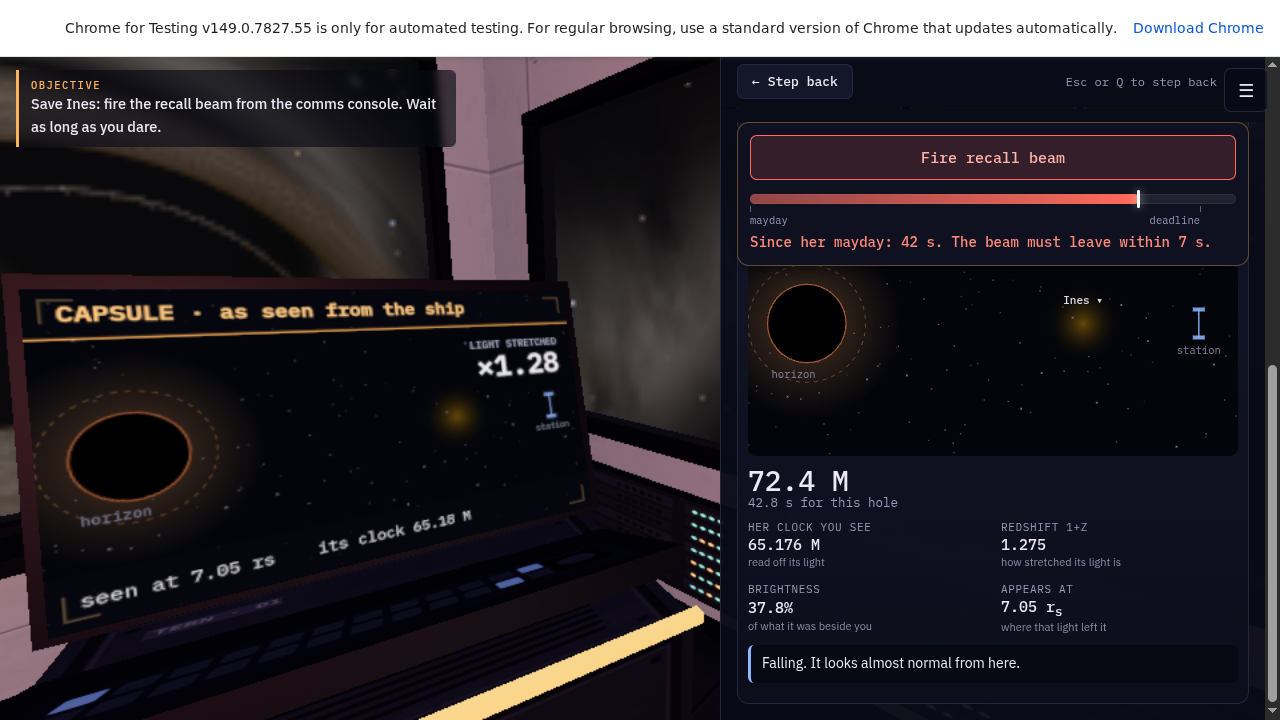 Chrome for Testing v149.0.7827.55 is only for automated testing. For regular browsing, use a standard version of Chrome that updates automatically. Download Chrome
OBJECTIVE
Save Ines: fire the recall beam from the comms console. Wait
as long as you dare.
CAPSULE · as seen from the ship
LIGHT STRETCHED
×1.28
station
horizon
seen at 7.05 rs
its clock 65.18 M
← Step back
Esc or Q to step back
☰
Fire recall beam
mayday
deadline
Since her mayday: 42 s. The beam must leave within 7 s.
Ines ▾
station
horizon
72.4 M
42.8 s for this hole
HER CLOCK YOU SEE
65.176 M
read off its light
REDSHIFT 1+Z
1.275
how stretched its light is
BRIGHTNESS
37.8%
of what it was beside you
APPEARS AT
7.05 rs
where that light left it
Falling. It looks almost normal from here.